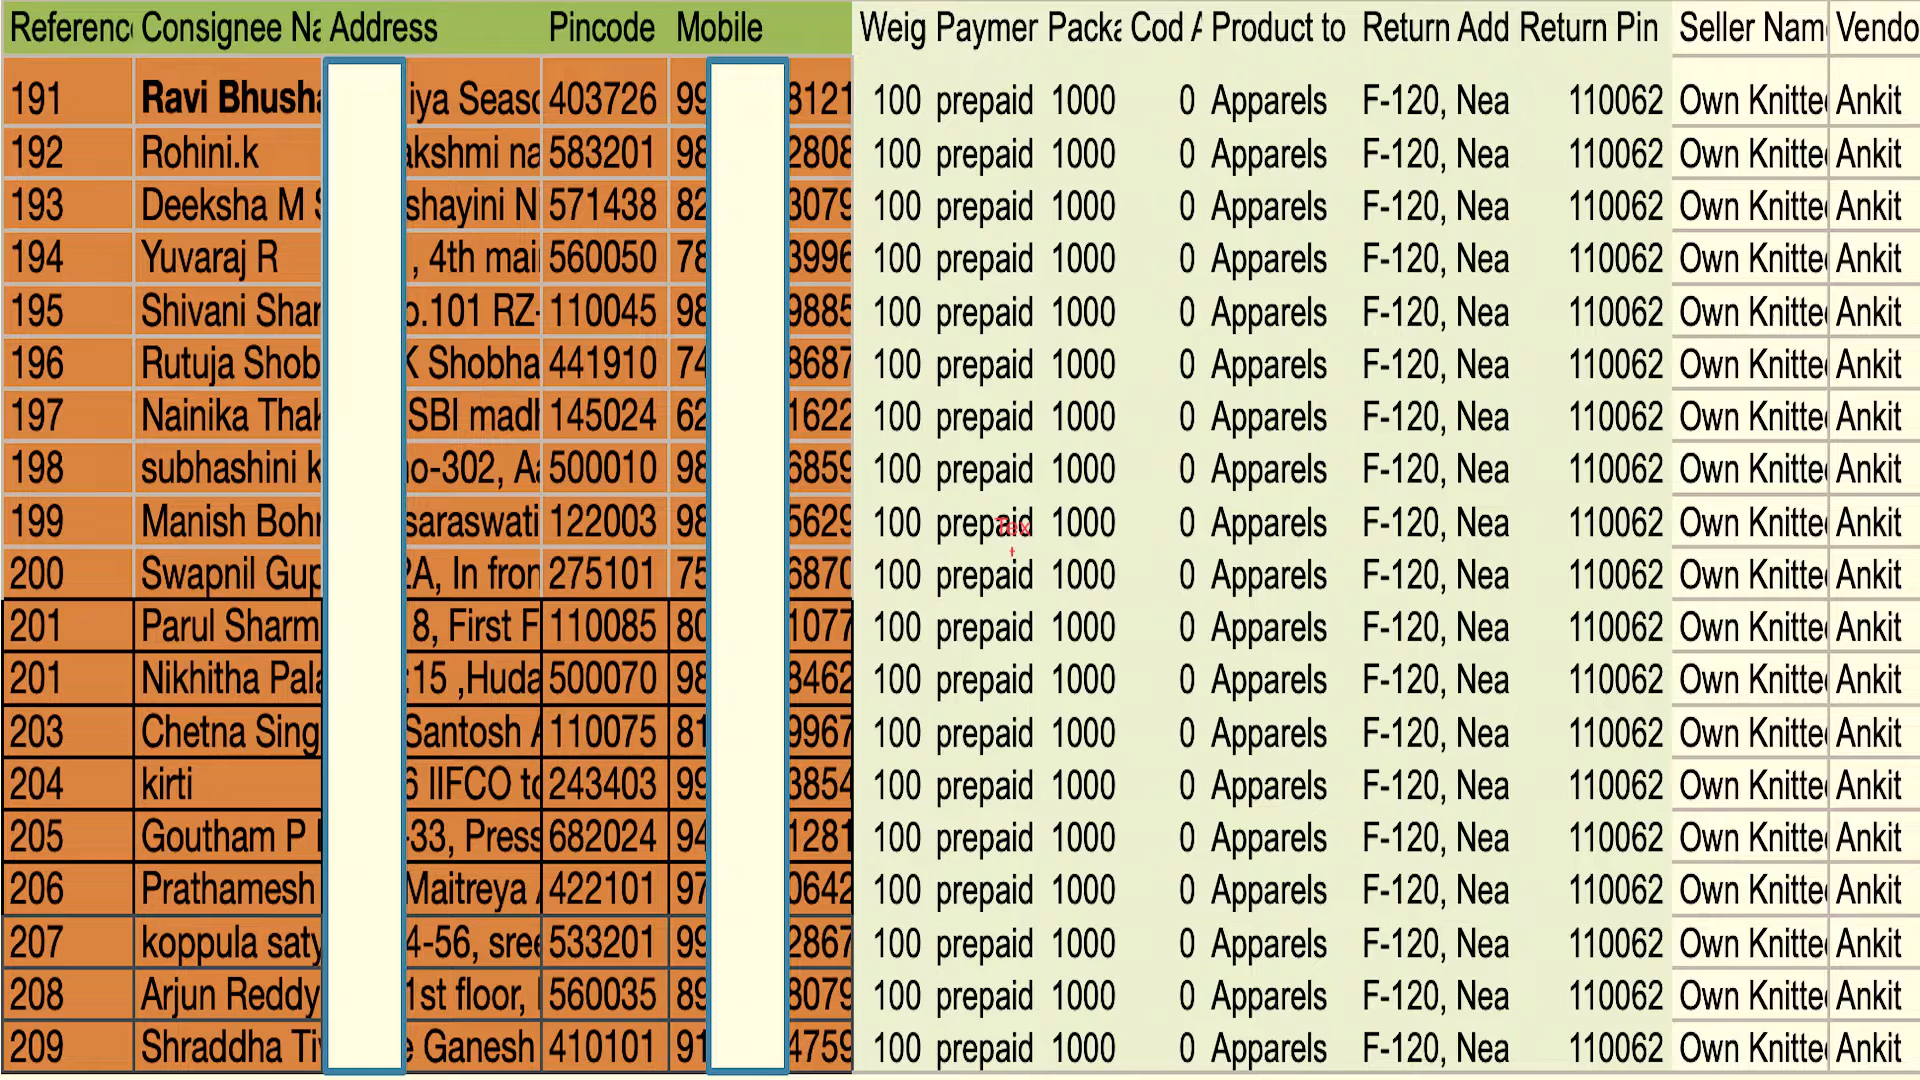 Referenc Consignee Na Address Pincode Mobile Weig Paymer Packa Cod A Product to Return Add Return Pin Seller Nam Vendo
191 Ravi Bhusha iya Seaso 403726 99 8121 100 prepaid 1000 0 Apparels F-120, Nea 110062 Own Knitte Ankit
192 Rohini.k akshmi na 583201 98 2808 100 prepaid 1000 0 Apparels F-120, Nea 110062 Own Knitte Ankit
193 Deeksha M S shayini N 571438 82 3079 100 prepaid 1000 0 Apparels F-120, Nea 110062 Own Knitte Ankit
194 Yuvaraj R , 4th mai 560050 78 3996 100 prepaid 1000 0 Apparels F-120, Nea 110062 Own Knitte Ankit
195 Shivani Shar o.101 RZ- 110045 98 9885 100 prepaid 1000 0 Apparels F-120, Nea 110062 Own Knitte Ankit
196 Rutuja Shob K Shobha 441910 74 8687 100 prepaid 1000 0 Apparels F-120, Nea 110062 Own Knitte Ankit
197 Nainika Thak SBI madh 145024 62 1622 100 prepaid 1000 0 Apparels F-120, Nea 110062 Own Knitte Ankit
198 subhashini k no-302, Aa 500010 98 6859 100 prepaid 1000 0 Apparels F-120, Nea 110062 Own Knitte Ankit
199 Manish Bohr saraswati 122003 98 5629 100 prepaid 1000 0 Apparels F-120, Nea 110062 Own Knitte Ankit
Text
200 Swapnil Gup 2A, In fron 275101 75 6870 100 prepaid 1000 0 Apparels F-120, Nea 110062 Own Knitte Ankit
201 Parul Sharm 8, First F 110085 80 1077 100 prepaid 1000 0 Apparels F-120, Nea 110062 Own Knitte Ankit
201 Nikhitha Pala 15 ,Huda 500070 98 8462 100 prepaid 1000 0 Apparels F-120, Nea 110062 Own Knitte Ankit
203 Chetna Sing Santosh A 110075 81 9967 100 prepaid 1000 0 Apparels F-120, Nea 110062 Own Knitte Ankit
204 kirti 6 IIFCO to 243403 99 3854 100 prepaid 1000 0 Apparels F-120, Nea 110062 Own Knitte Ankit
205 Goutham P -33, Press 682024 94 1281 100 prepaid 1000 0 Apparels F-120, Nea 110062 Own Knitte Ankit
206 Prathamesh Maitreya A 422101 97 0642 100 prepaid 1000 0 Apparels F-120, Nea 110062 Own Knitte Ankit
207 koppula saty 4-56, sree 533201 99 2867 100 prepaid 1000 0 Apparels F-120, Nea 110062 Own Knitte Ankit
208 Arjun Reddy 1st floor, 560035 89 8079 100 prepaid 1000 0 Apparels F-120, Nea 110062 Own Knitte Ankit
209 Shraddha Tiv e Ganesh 410101 91 4759 100 prepaid 1000 0 Apparels F-120, Nea 110062 Own Knitte Ankit